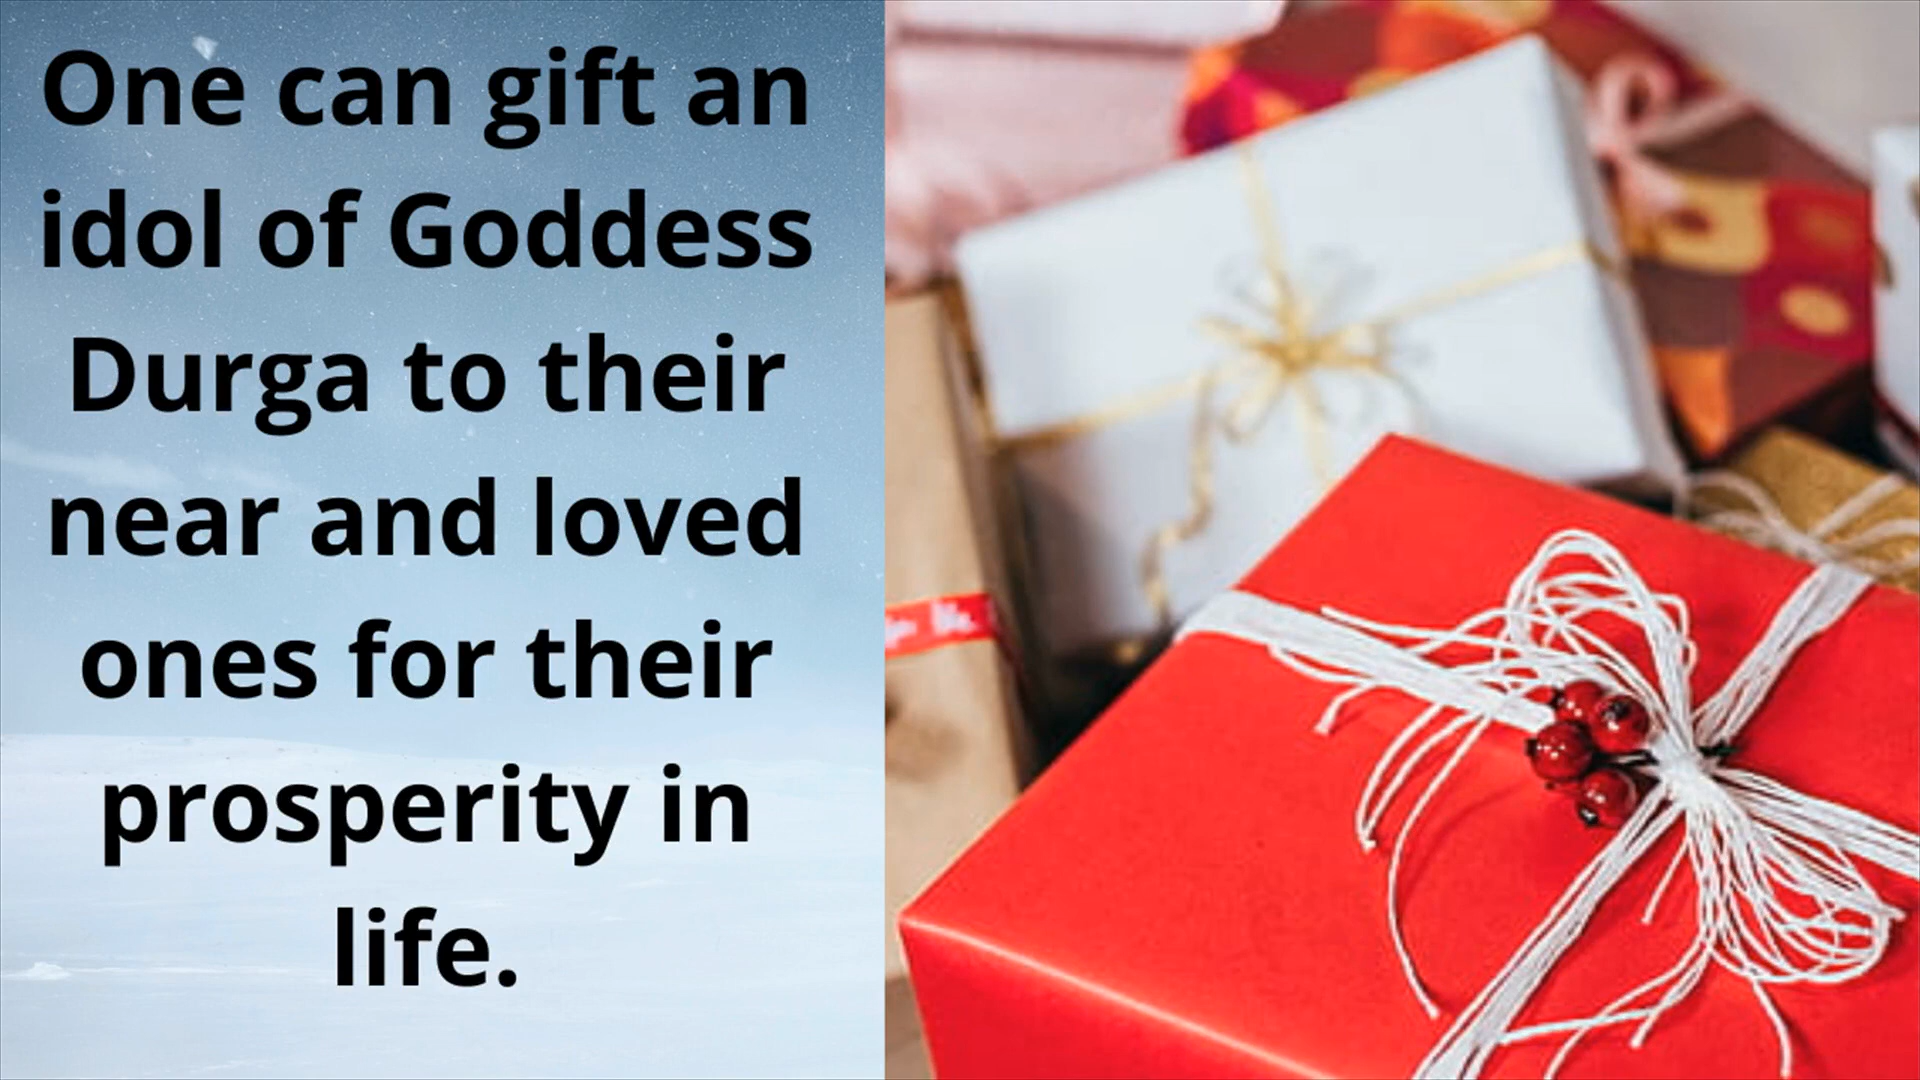 One can gift an
idol of Goddess
Durga to their
near and loved
ones for their
prosperity in
life.